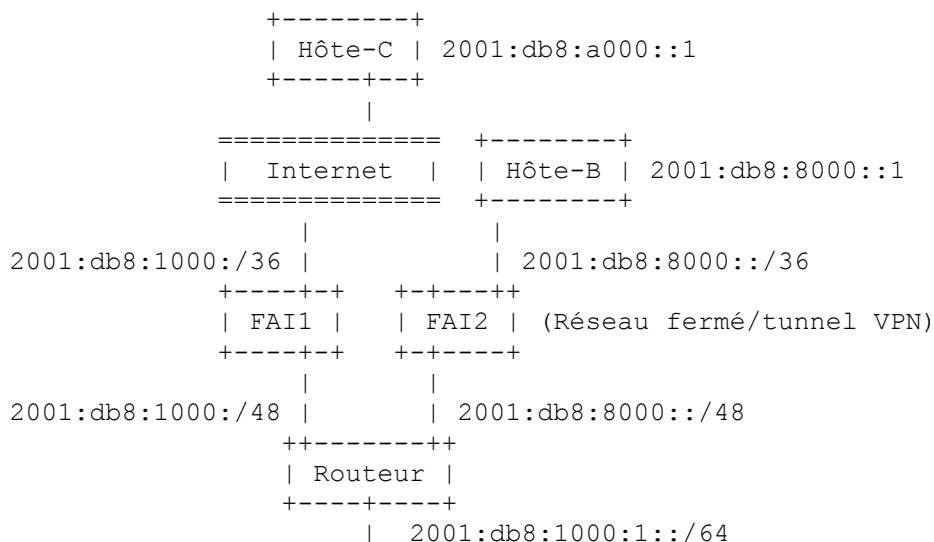 +--------+
| Hôte-C | 2001:db8:a000::1
+-----+--+
|
============== +--------+
| Internet | | Hôte-B | 2001:db8:8000::1
============== +--------+
| |
2001:db8:1000:/36 | | 2001:db8:8000::/36
+----+-+ +-+---++
| FAI1 | | FAI2 | (Réseau fermé/tunnel VPN)
+----+-+ +-+----+
| |
2001:db8:1000:/48 | | 2001:db8:8000::/48
++-------++
| Routeur |
+----+----+
| 2001:db8:1000:1::/64